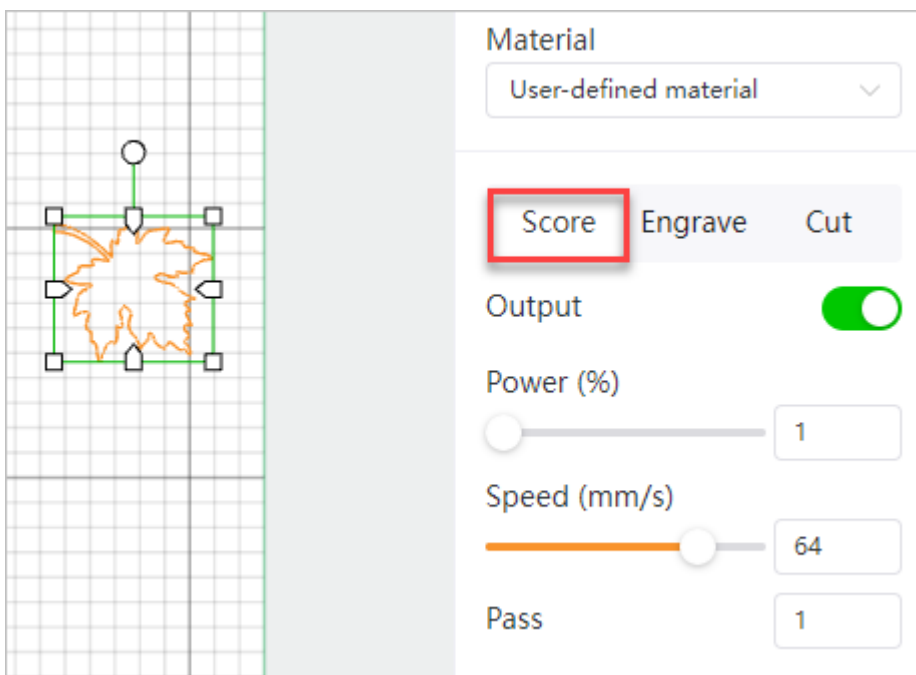 Material
User-defined material
Score Engrave Cut
Output
Power (%)
1
Speed (mm/s)
64
Pass 1